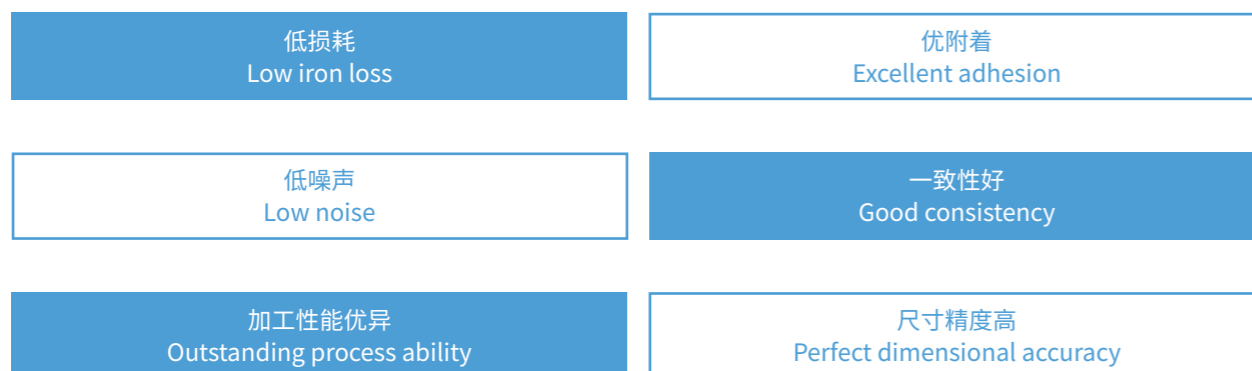 低损耗
Low iron loss
优附着
Excellent adhesion
低噪声
Low noise
一致性好
Good consistency
加工性能优异
Outstanding process ability
尺寸精度高
Perfect dimensional accuracy